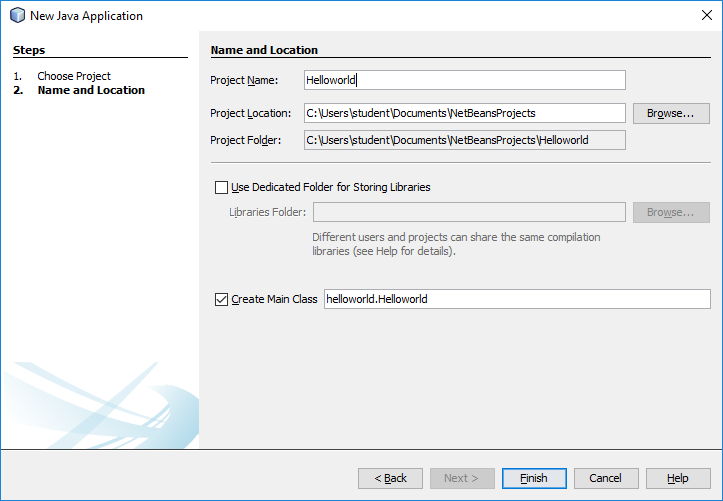 New Java Application
Steps
1. Choose Project
2. Name and Location
Name and Location
Project Name: Helloworld
Project Location: C:\Users\student\Documents\NetBeansProjects Browse...
Project Folder: C:\Users\student\Documents\NetBeansProjects\Helloworld
Use Dedicated Folder for Storing Libraries
Libraries Folder: Browse...
Different users and projects can share the same compilation
libraries (see Help for details).
Create Main Class helloworld.Helloworld
< Back Next > Finish Cancel Help